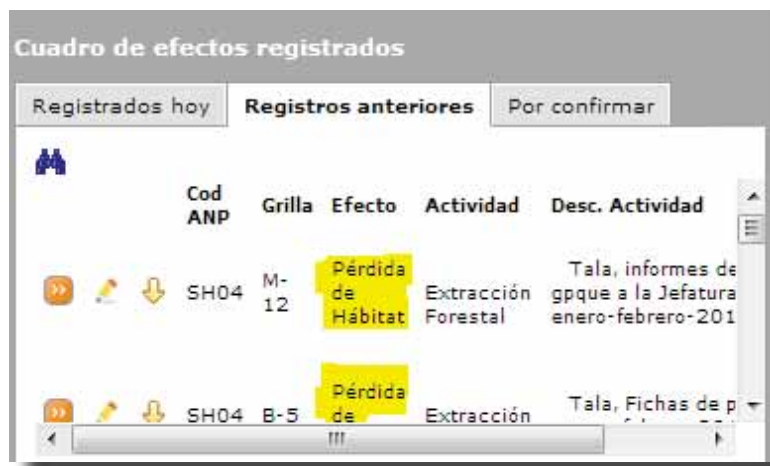 Cuadro de efectos registrados
Registrados hoy Registros anteriores Por confirmar
Cod ANP Grilla Efecto Actividad Desc. Actividad
SH04 M-12 Pérdida de Hábitat Extracción Forestal Tala, informes de gpque a la Jefatura enero-febrero-201
SH04 B-5 Pérdida de Extracción Tala, Fichas de p